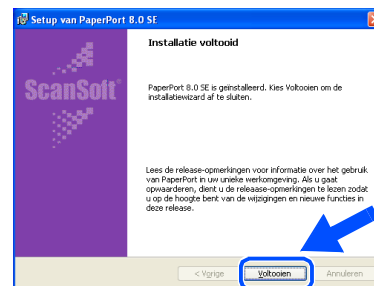 Setup van PaperPort 8.0 SE
Installatie voltooid
ScanSoft®
PaperPort 8.0 SE is geïnstalleerd. Kies Voltooien om de
installatiewizard af te sluiten.
Lees de release-opmerkingen voor informatie over het gebruik
van PaperPort in uw unieke werkomgeving. Als u gaat
opwaarderen, dient u de releaase-opmerkingen te lezen zodat
u op de hoogte bent van de wijzigingen en nieuwe functies in
deze release.
< Vorige
Voltooien
Annuleren